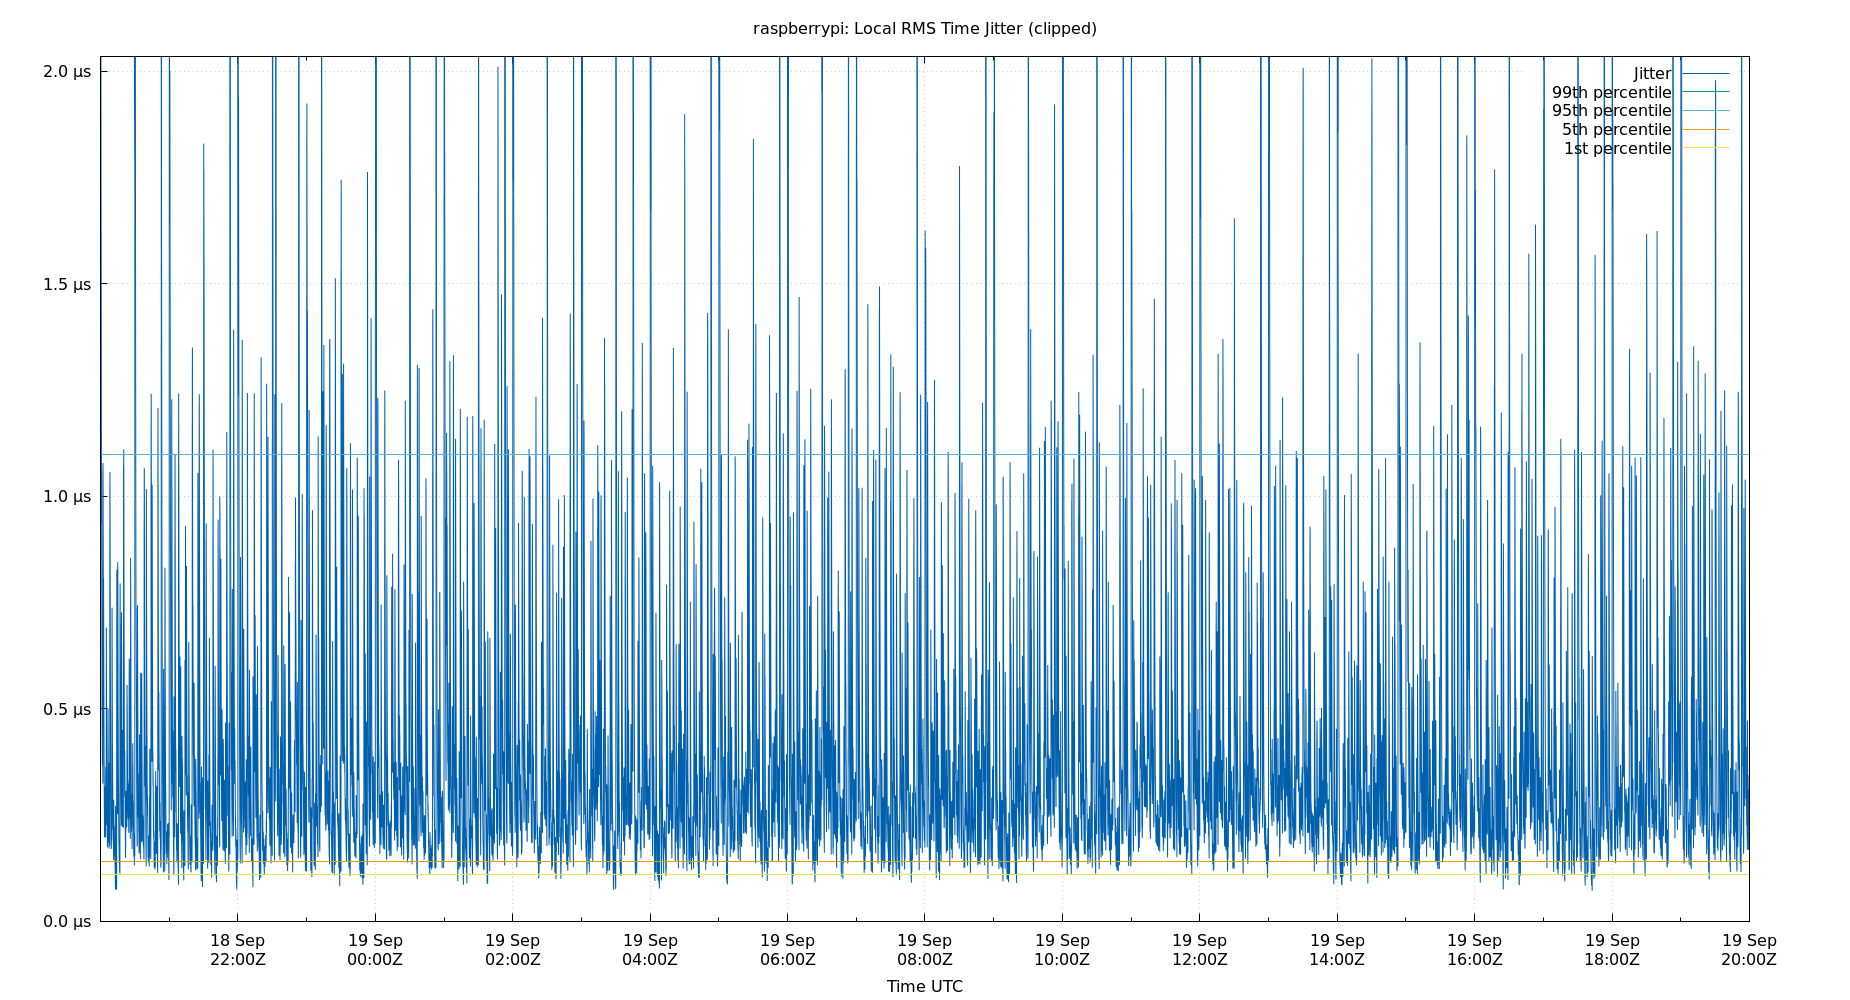 raspberrypi: Local RMS Time Jitter (clipped)
2.0 μs
1.5 μs
1.0 μs
0.5 μs
0.0 μs
Jitter
99th percentile
95th percentile
5th percentile
1st percentile
18 Sep 19 Sep 19 Sep 19 Sep 19 Sep 19 Sep 19 Sep 19 Sep 19 Sep 19 Sep 19 Sep 19 Sep
22:00Z 00:00Z 02:00Z 04:00Z 06:00Z 08:00Z 10:00Z 12:00Z 14:00Z 16:00Z 18:00Z 20:00Z
Time UTC